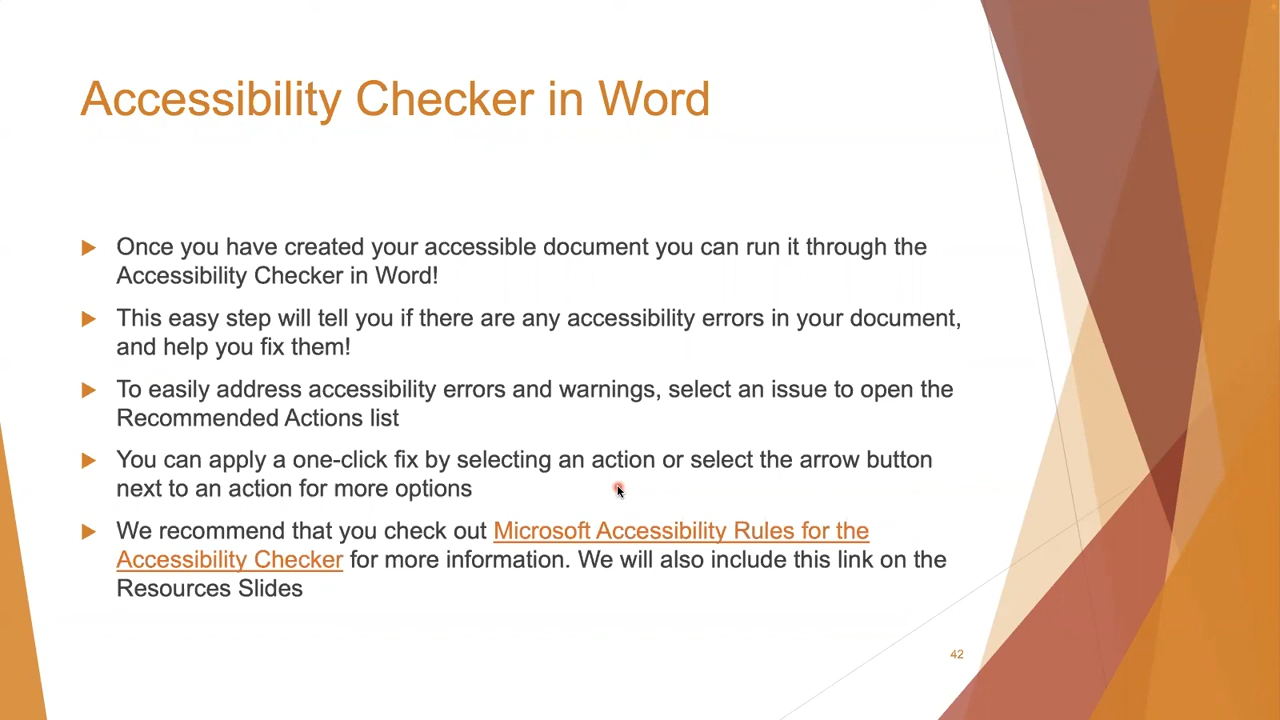 Accessibility Checker in Word
Once you have created your accessible document you can run it through the
Accessibility Checker in Word!
This easy step will tell you if there are any accessibility errors in your document,
and help you fix them!
To easily address accessibility errors and warnings, select an issue to open the
Recommended Actions list
You can apply a one-click fix by selecting an action or select the arrow button
next to an action for more options
We recommend that you check out Microsoft Accessibility Rules for the
Accessibility Checker for more information. We will also include this link on the
Resources Slides
42